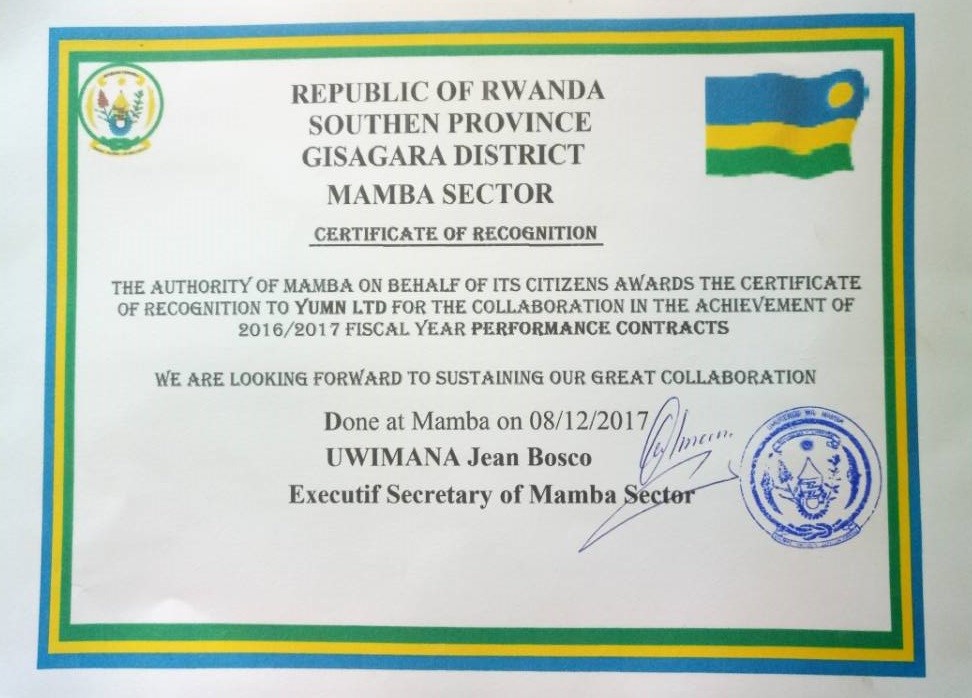 REPUBLIC OF RWANDA
SOUTHEN PROVINCE
GISAGARA DISTRICT
MAMBA SECTOR
CERTIFICATE OF RECOGNITION
THE AUTHORITY OF MAMBA ON BEHALF OF ITS CITIZENS AWARDS THE CERTIFICATE
OF RECOGNITION TO YUMN LTD FOR THE COLLABORATION IN THE ACHIEVEMENT OF
2016/2017 FISCAL YEAR PERFORMANCE CONTRACTS
WE ARE LOOKING FORWARD TO SUSTAINING OUR GREAT COLLABORATION
Done at Mamba on 08/12/2017
UWIMANA Jean Bosco
Executif Secretary of Mamba Sector